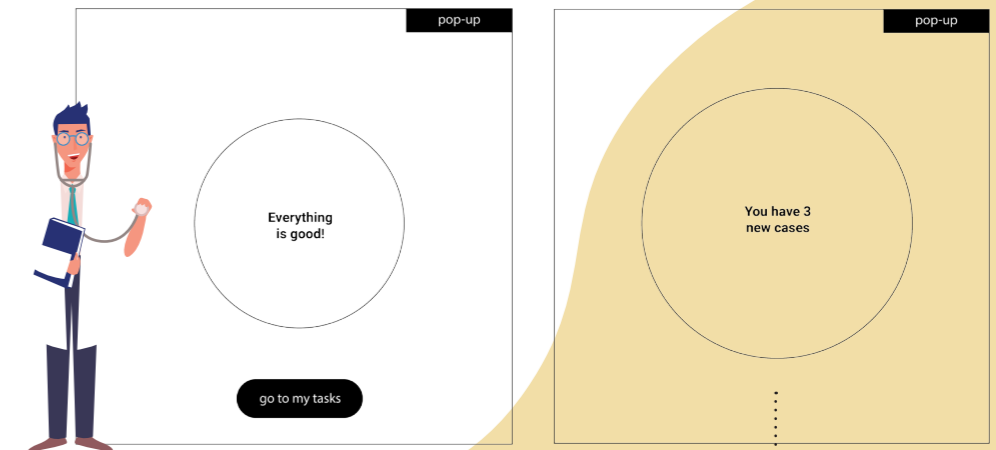 pop-up
Everything
is good!
go to my tasks
pop-up
You have 3
new cases